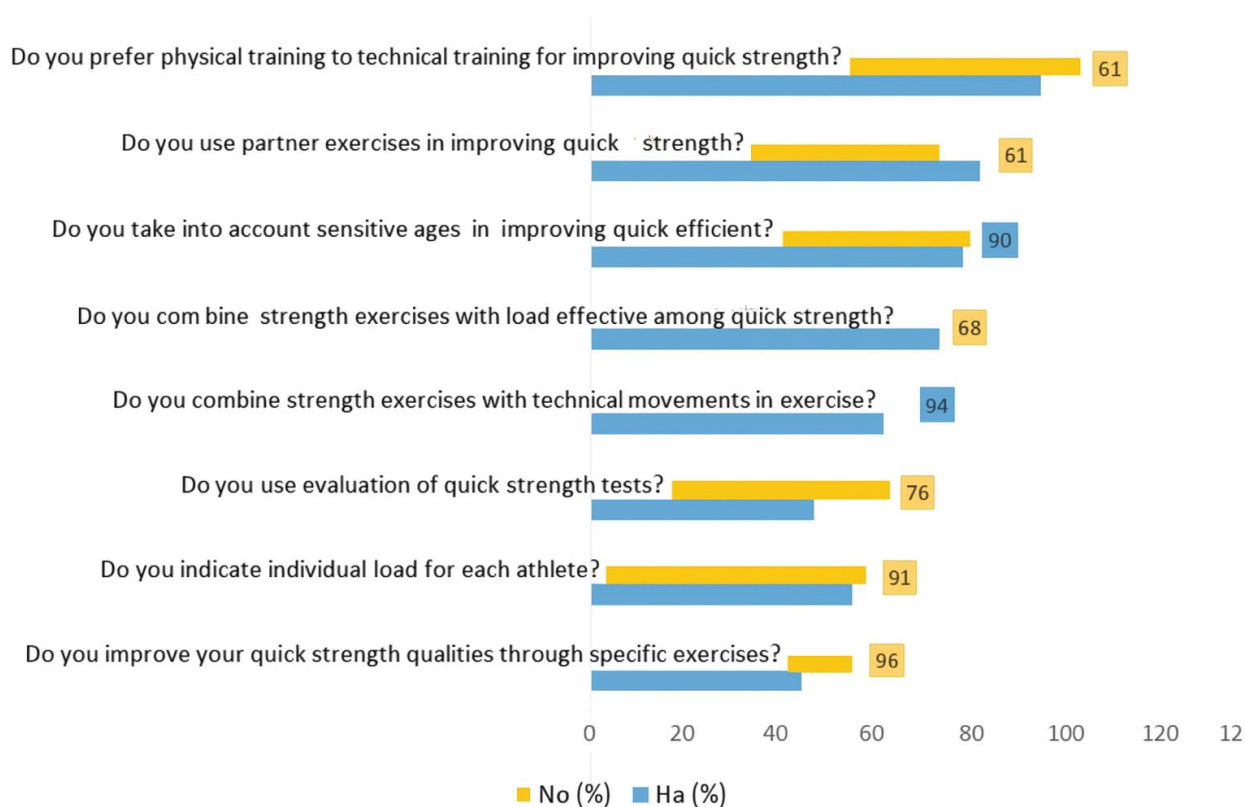 Do you prefer physical training to technical training for improving quick strength?
61
Do you use partner exercises in improving quick strength?
61
Do you take into account sensitive ages in improving quick efficient?
90
Do you com bine strength exercises with load effective among quick strength?
68
Do you combine strength exercises with technical movements in exercise?
94
Do you use evaluation of quick strength tests?
76
Do you indicate individual load for each athlete?
91
Do you improve your quick strength qualities through specific exercises?
96
0 20 40 60 80 100 120 12
No (%) Ha (%)